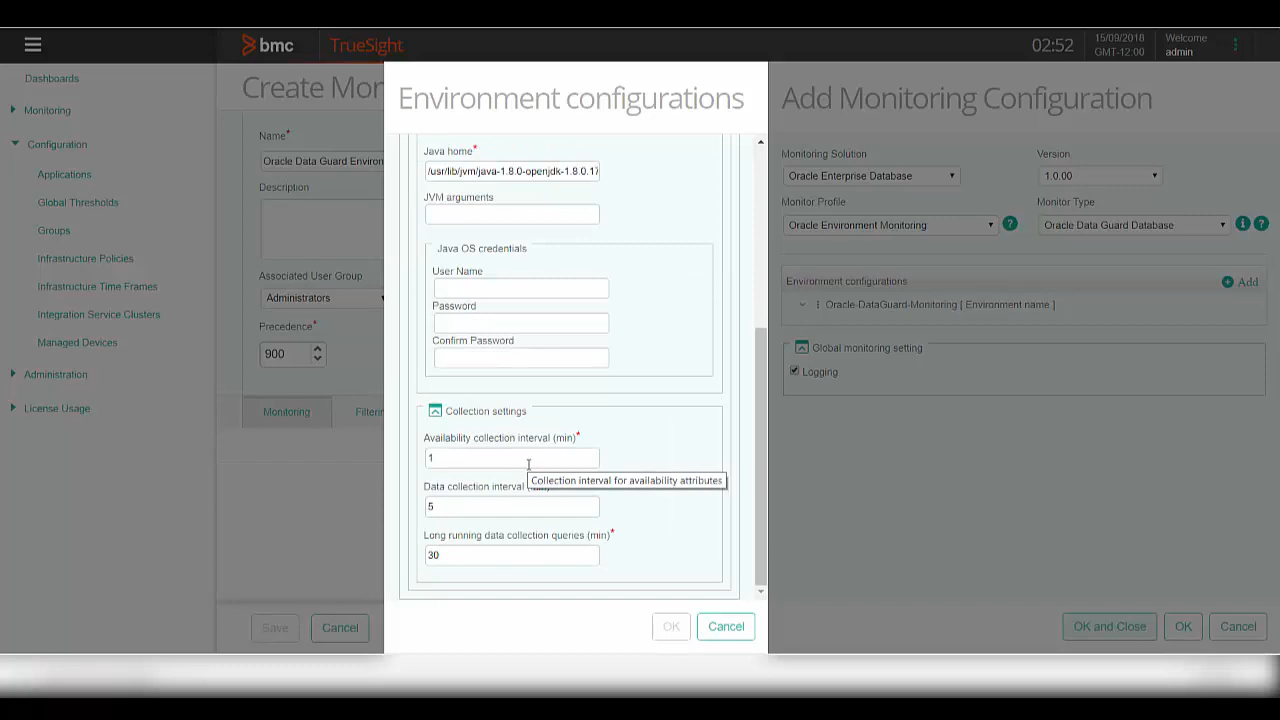 bmc
TrueSight
02:52
15/09/2018
GMT-12:00
Welcome
admin
Dashboards
Monitoring
Configuration
Applications
Global Thresholds
Groups
Infrastructure Policies
Infrastructure Time Frames
Integration Service Clusters
Managed Devices
Administration
License Usage
Create Mor
Name*
Oracle Data Guard Environ
Description
Associated User Group
Administrators
Precedence*
900
Monitoring
Filterin
Save
Cancel
Environment configurations
Java home*
/usr/lib/jvm/java-1.8.0-openjdk-1.8.0.17
JVM arguments
Java OS credentials
User Name
Password
Confirm Password
Collection settings
Availability collection interval (min)*
1
Collection interval for availability attributes
Data collection interval
5
Long running data collection queries (min)*
30
OK
Cancel
Add Monitoring Configuration
Monitoring Solution
Version
Oracle Enterprise Database
1.0.00
Monitor Profile
Monitor Type
Oracle Environment Monitoring
Oracle Data Guard Database
Environment configurations
Add
Oracle-DataGuard-Monitoring [ Environment name ]
Global monitoring setting
Logging
OK and Close
OK
Cancel